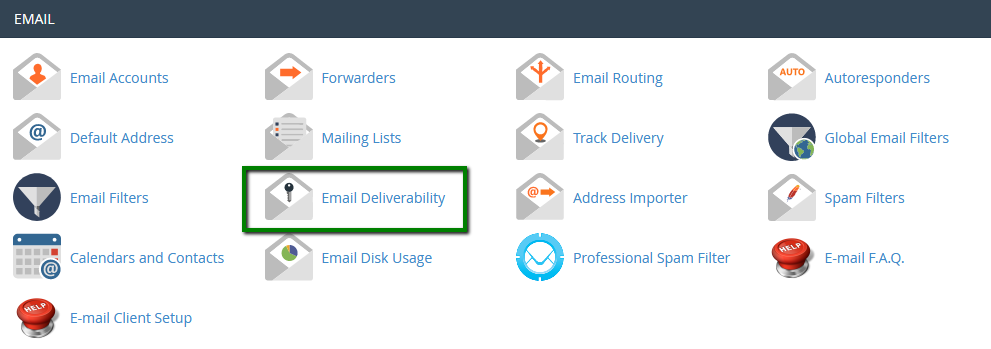 EMAIL
Email Accounts
Forwarders
Email Routing
AUTO
Autoresponders
@
Default Address
Mailing Lists
Track Delivery
Global Email Filters
Email Filters
Email Deliverability
@
Address Importer
Spam Filters
@
Calendars and Contacts
Email Disk Usage
Professional Spam Filter
HELP
E-mail F.A.Q.
HELP
E-mail Client Setup